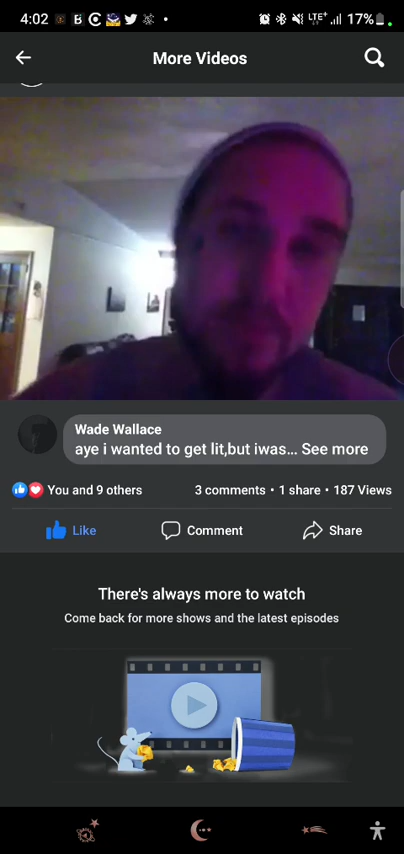 4:02 B C LTE+ 17%
More Videos
Wade Wallace
aye i wanted to get lit,but iwas... See more
You and 9 others 3 comments • 1 share • 187 Views
Like Comment Share
There's always more to watch
Come back for more shows and the latest episodes